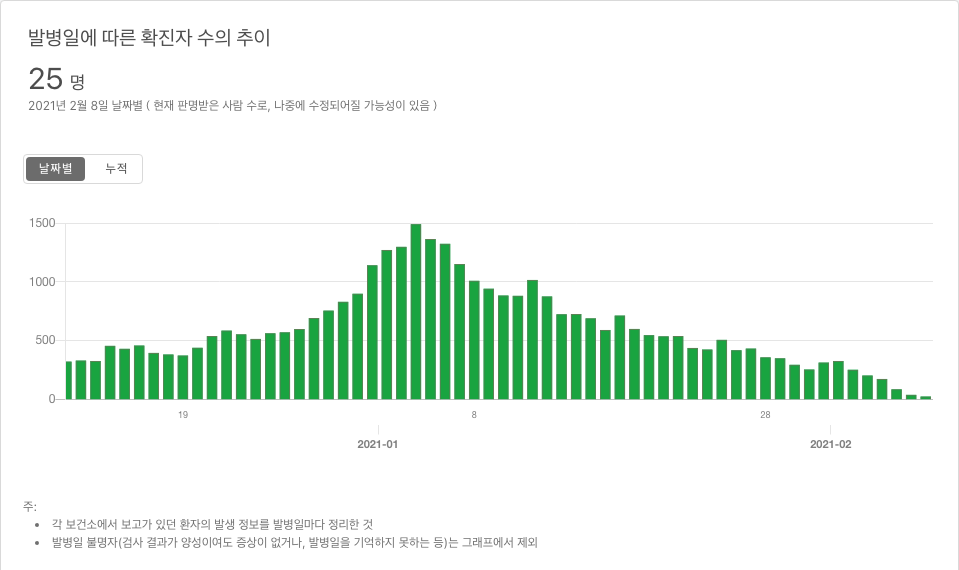 발병일에 따른 확진자 수의 추이
25 명
2021년 2월 8일 날짜별 ( 현재 판명받은 사람 수로, 나중에 수정되어질 가능성이 있음 )
날짜별 누적
1500
1000
500
0
19 8 28
2021-01 2021-02
주:
• 각 보건소에서 보고가 있던 환자의 발생 정보를 발병일마다 정리한 것
• 발병일 불명자(검사 결과가 양성이여도 증상이 없거나, 발병일을 기억하지 못하는 등)는 그래프에서 제외